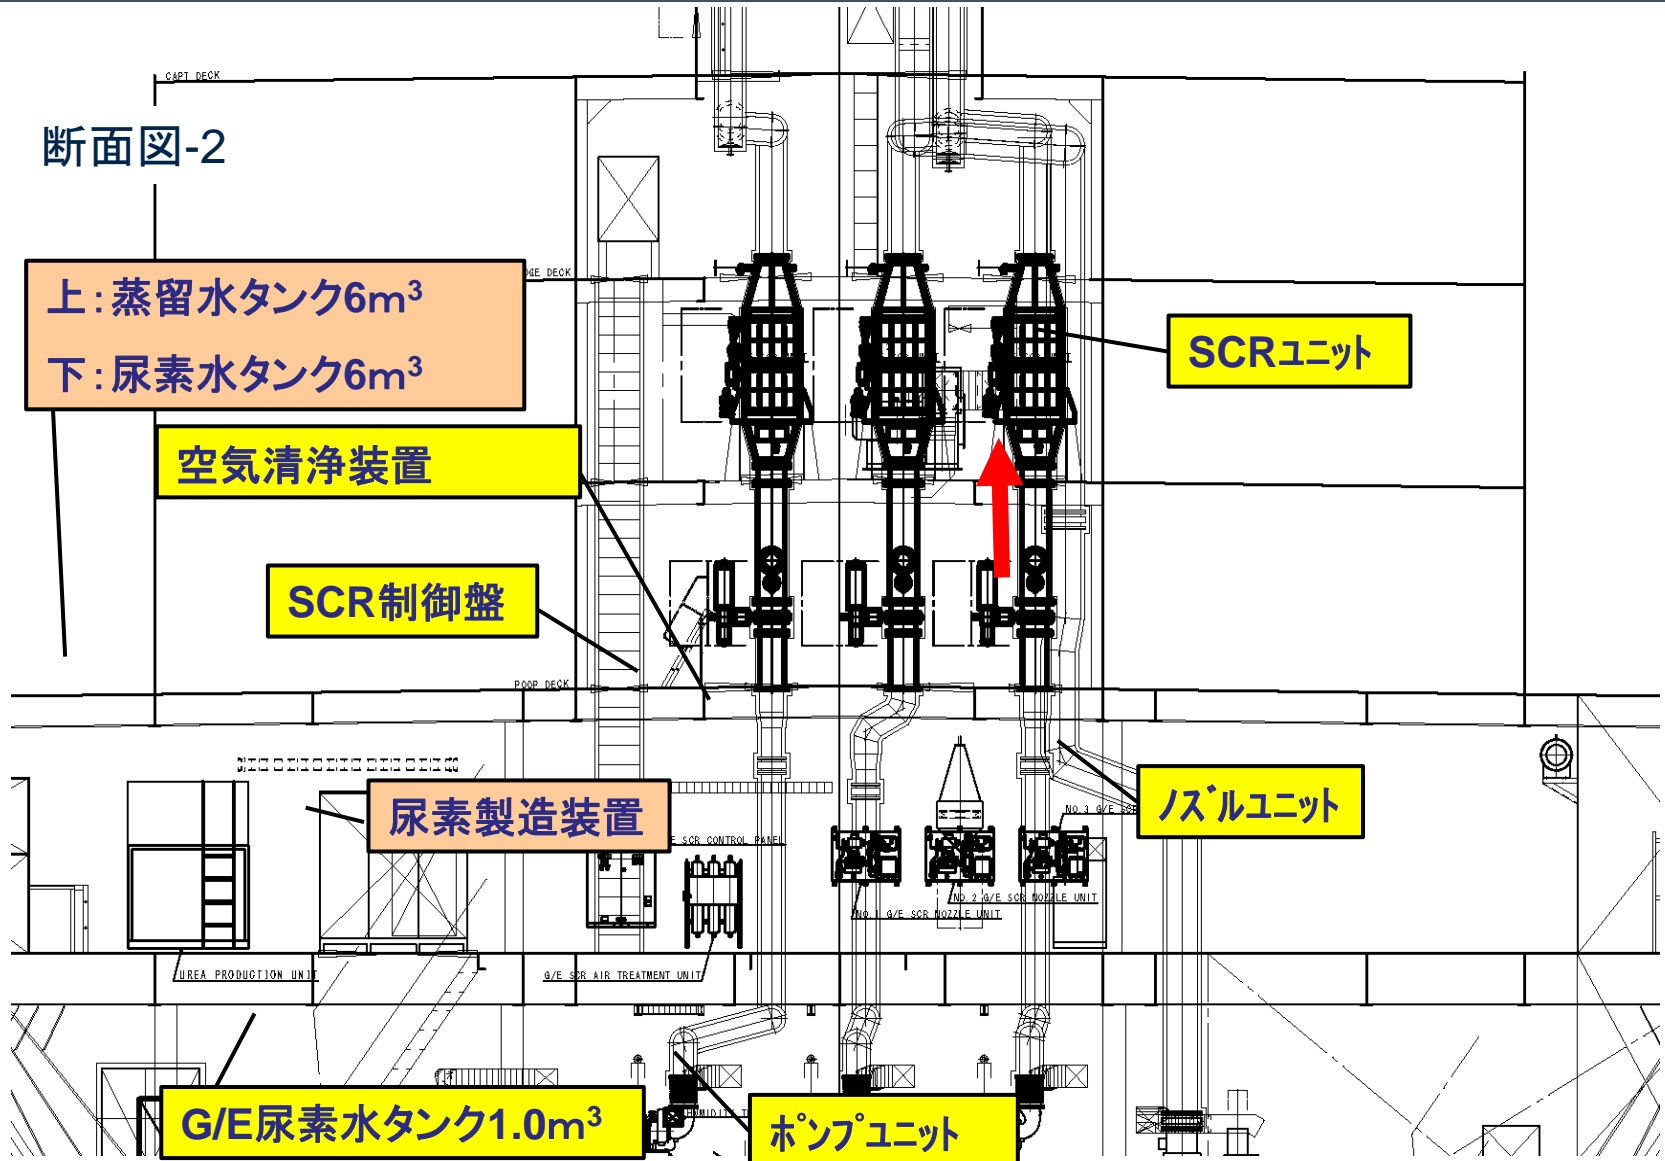 CAPT DECK
断面図-2
上：蒸留水タンク6m³
下：尿素水タンク6m³
DGE DECK
SCRユニット
空気清浄装置
SCR制御盤
POOP DECK
尿素製造装置
ノズルユニット
NO.3 G/E SCR
E SCR CONTROL PANEL
NO.2 G/E SCR NOZZLE UNIT
NO.1 G/E SCR NOZZLE UNIT
UREA PRODUCTION UNIT
G/E SCR AIR TREATMENT UNIT
G/E尿素水タンク1.0m³
HUMIDITY
ポンプユニット